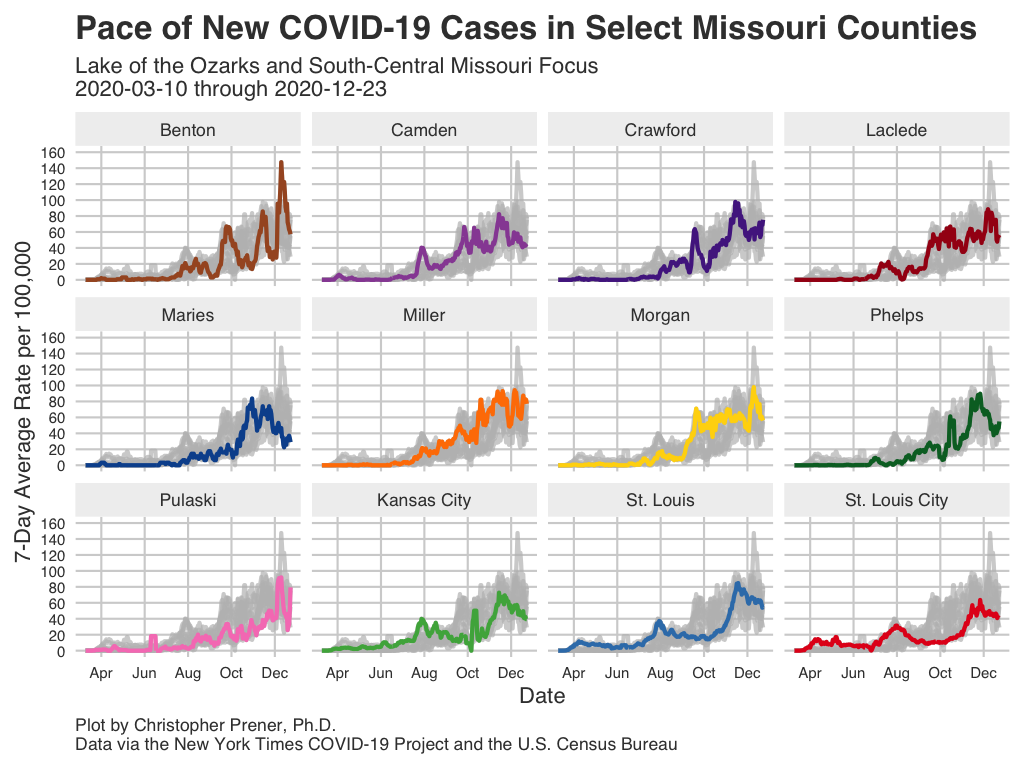 Pace of New COVID-19 Cases in Select Missouri Counties
Lake of the Ozarks and South-Central Missouri Focus
2020-03-10 through 2020-12-23
Benton Camden Crawford Laclede
160
140
120
100
80
60
40
20
0
Maries Miller Morgan Phelps
160
140
120
100
80
60
40
20
0
Pulaski Kansas City St. Louis St. Louis City
160
140
120
100
80
60
40
20
0
7-Day Average Rate per 100,000
Apr Jun Aug Oct Dec Apr Jun Aug Oct Dec Apr Jun Aug Oct Dec Apr Jun Aug Oct Dec
Date
Plot by Christopher Prener, Ph.D.
Data via the New York Times COVID-19 Project and the U.S. Census Bureau